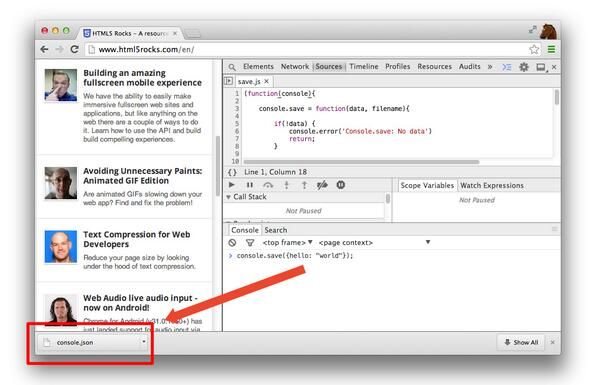 HTML5 Rocks - A resource
www.html5rocks.com/en/
Building an amazing
fullscreen mobile experience
We have the ability to easily make
immersive fullscreen web sites and
applications, but like anything on the
web there are a couple of ways to do
it. Learn how to use the API and build
build compelling experiences.
Avoiding Unnecessary Paints:
Animated GIF Edition
Are animated GIFs slowing down your
web app? Find and fix the problem!
Text Compression for Web
Developers
Reduce your page size by looking
under the hood of text compression.
Web Audio live audio input -
now on Android!
Chrome for Android (v31.0. +) has
just landed support for audio input via
Elements Network Sources Timeline Profiles Resources Audits »
save.js ×
1 (function(console){
2
3 console.save = function(data, filename){
4
5 if(!data) {
6 console.error('Console.save: No data')
7 return;
8 }
9
10
{} Line 1, Column 18
Call Stack
Not Paused
Scope Variables Watch Expressions
Not Paused
Console Search
<top frame> <page context>
> console.save({hello: "world"});
console.json
Show All